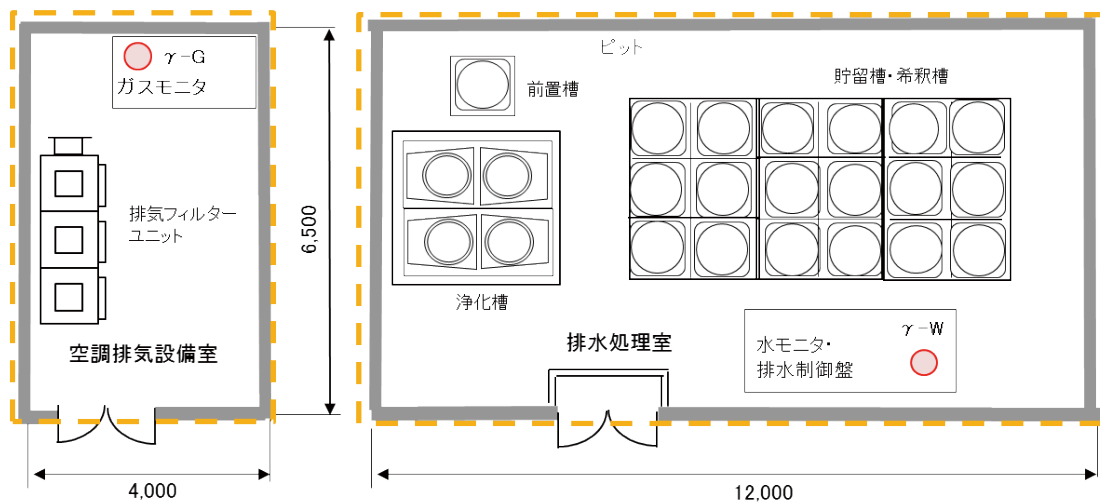 γ-G
ガスモニタ
排気フィルター
ユニット
空調排気設備室
4,000
6,500
ピット
前置槽
貯留槽・希釈槽
浄化槽
排水処理室
γ-W
水モニタ・
排水制御盤
12,000